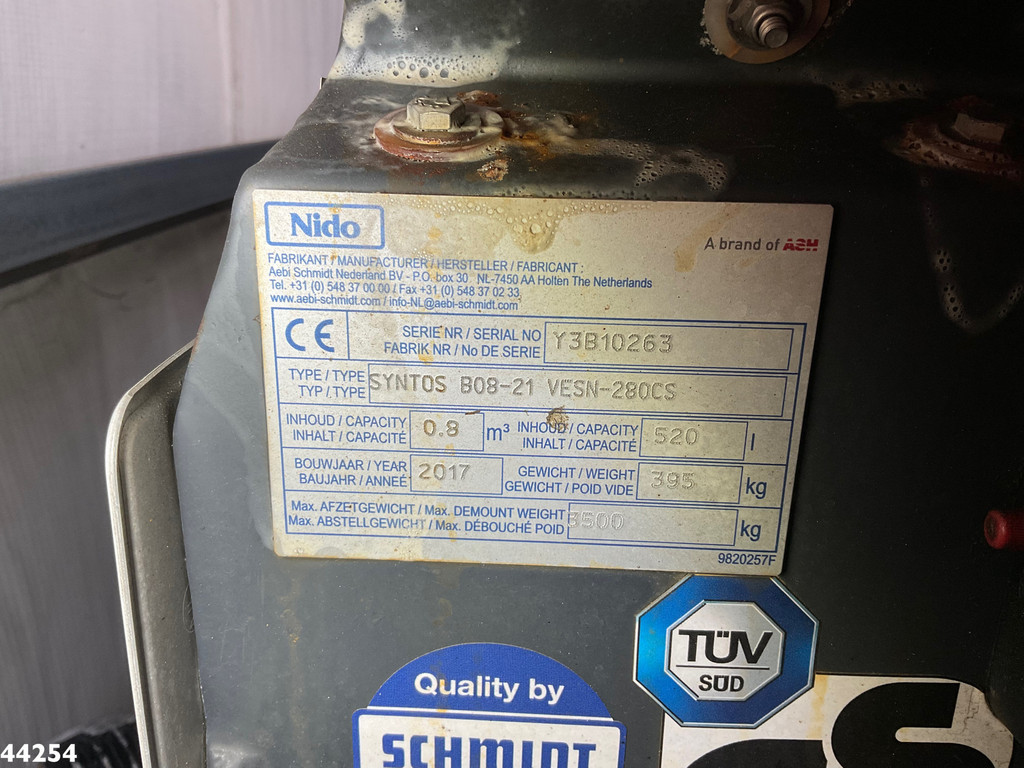 Nido
A brand of ASH
FABRIKANT / MANUFACTURER / HERSTELLER / FABRICANT :
Aebi Schmidt Nederland BV - P.O. box 30 NL-7450 AA Holten The Netherlands
Tel. +31 (0) 548 37 00 00 / Fax +31 (0) 548 37 02 33
www.aebi-schmidt.com / info-NL@aebi-schmidt.com
CE
SERIE NR / SERIAL NO
FABRIK NR / No DE SERIE
Y3B10263
TYPE / TYPE
TYP / TYPE
SYNTOS B08-21 VESN-280CS
INHOUD / CAPACITY
INHALT / CAPACITÉ
0.8 m³
INHOUD / CAPACITY
INHALT / CAPACITÉ
520 l
BOUWJAAR / YEAR
BAUJAHR / ANNEÉ
2017
GEWICHT / WEIGHT
GEWICHT / POID VIDE
395 kg
Max. AFZETGEWICHT / Max. DEMOUNT WEIGHT
Max. ABSTELLGEWICHT / Max. DÉBOUCHÉ POID
3500 kg
9820257F
TÜV
SÜD
Quality by
SCHMIDT
44254